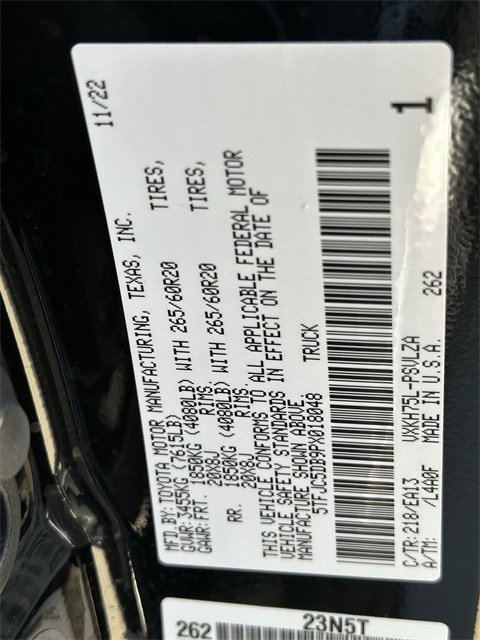 MFD.BY: TOYOTA MOTOR MANUFACTURING, TEXAS, INC. 11/22
GVWR: 3455KG (7615LB)
GAWR: FRT. 1850KG (4080LB) WITH 265/60R20 TIRES,
20X8J RIMS.
RR. 1850KG (4080LB) WITH 265/60R20 TIRES,
20X8J RIMS.
THIS VEHICLE CONFORMS TO ALL APPLICABLE FEDERAL MOTOR
VEHICLE SAFETY STANDARDS IN EFFECT ON THE DATE OF
MANUFACTURE SHOWN ABOVE.
5TFJC5DB9PX018048 TRUCK
1
C/TR: 218/EA13 VXKH75L-PSVLZA 262
A/TM: /L4A0F MADE IN U.S.A.
262 23N5T